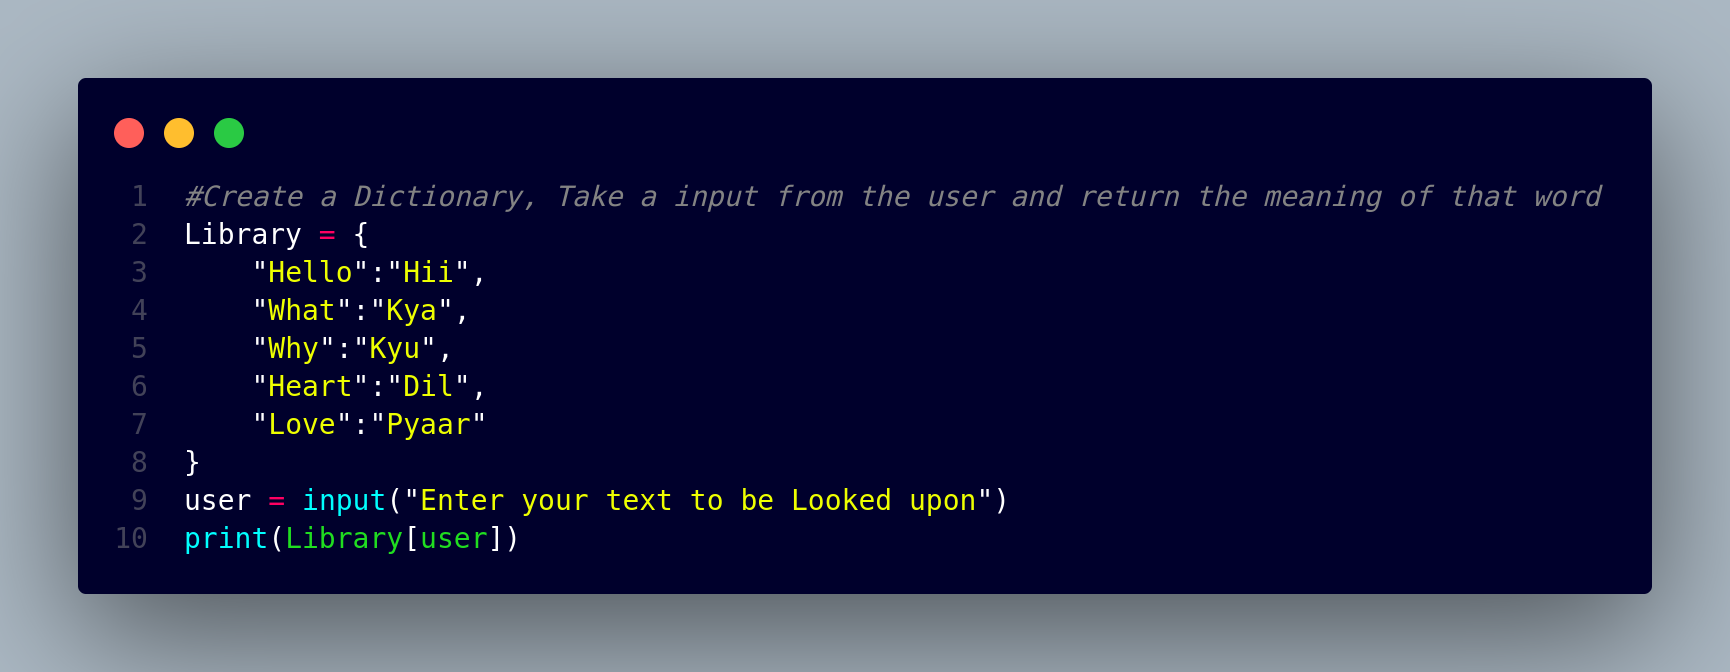 1 #Create a Dictionary, Take a input from the user and return the meaning of that word
2 Library = {
3     "Hello":"Hii",
4     "What":"Kya",
5     "Why":"Kyu",
6     "Heart":"Dil",
7     "Love":"Pyaar"
8 }
9 user = input("Enter your text to be Looked upon")
10 print(Library[user])